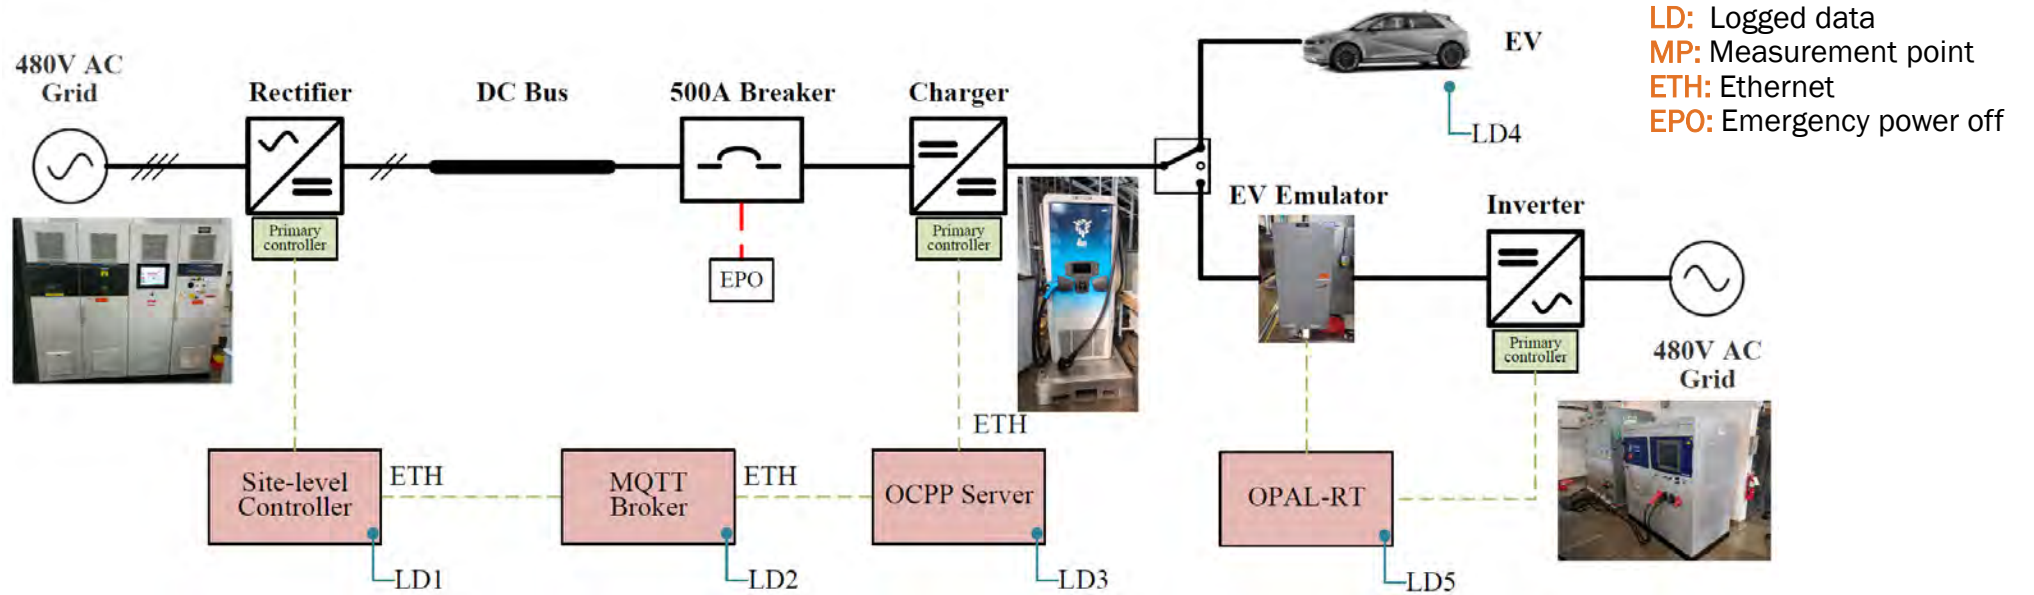 LD: Logged data
MP: Measurement point
ETH: Ethernet
EPO: Emergency power off
480V AC
Grid
Rectifier
DC Bus
500A Breaker
Charger
EV
LD4
Primary
controller
EPO
Primary
controller
EV Emulator
Inverter
Primary
controller
480V AC
Grid
ETH
Site-level
Controller
ETH
MQTT
Broker
ETH
OCPP Server
OPAL-RT
LD1
LD2
LD3
LD5